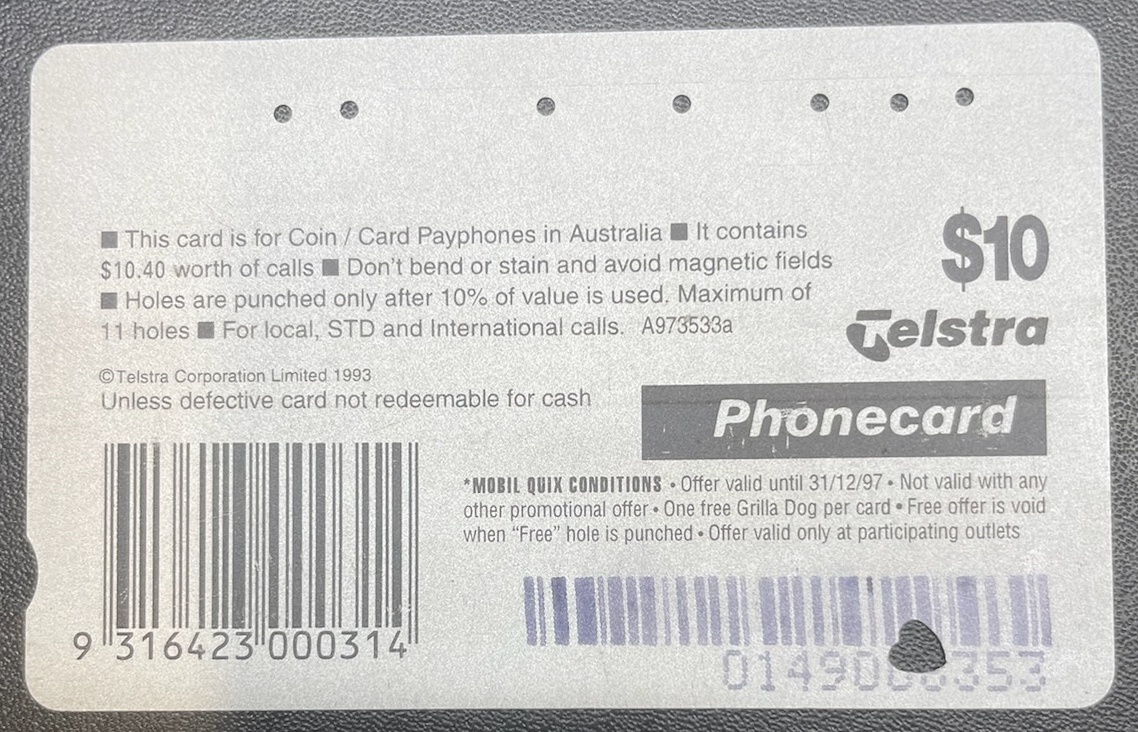 ■ This card is for Coin / Card Payphones in Australia ■ It contains
$10.40 worth of calls ■ Don't bend or stain and avoid magnetic fields
■ Holes are punched only after 10% of value is used. Maximum of
11 holes ■ For local, STD and International calls. A973533a
$10
Telstra
©Telstra Corporation Limited 1993
Unless defective card not redeemable for cash
Phonecard
*MOBIL QUIX CONDITIONS • Offer valid until 31/12/97 • Not valid with any
other promotional offer • One free Grilla Dog per card • Free offer is void
when “Free” hole is punched • Offer valid only at participating outlets
9 316423 000314